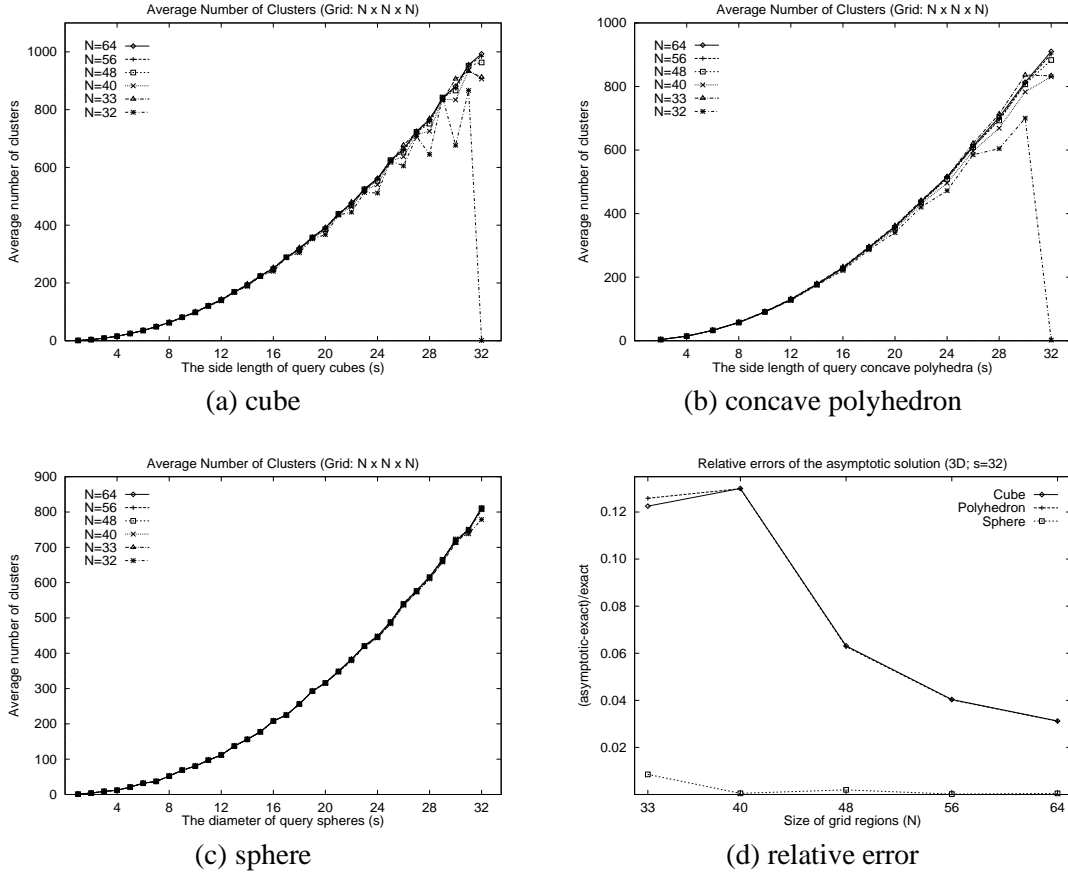 Average Number of Clusters (Grid: N x N x N)
Average number of clusters
1000
800
600
400
200
0
N=64
N=56
N=48
N=40
N=33
N=32
4 8 12 16 20 24 28 32
The side length of query cubes (s)
(a) cube
Average Number of Clusters (Grid: N x N x N)
Average number of clusters
1000
800
600
400
200
0
N=64
N=56
N=48
N=40
N=33
N=32
4 8 12 16 20 24 28 32
The side length of query concave polyhedra (s)
(b) concave polyhedron
Average Number of Clusters (Grid: N x N x N)
Average number of clusters
900
800
700
600
500
400
300
200
100
0
N=64
N=56
N=48
N=40
N=33
N=32
4 8 12 16 20 24 28 32
The diameter of query spheres (s)
(c) sphere
Relative errors of the asymptotic solution (3D; s=32)
(asymptotic-exact)/exact
0.12
0.10
0.08
0.06
0.04
0.02
Cube
Polyhedron
Sphere
33 40 48 56 64
Size of grid regions (N)
(d) relative error